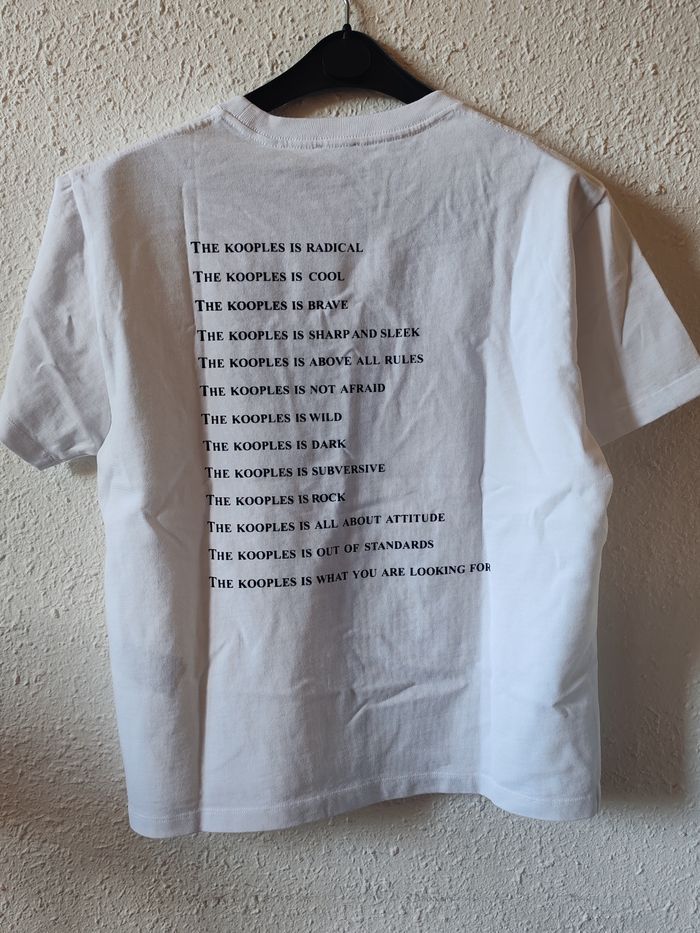 THE KOOPLES IS RADICAL
THE KOOPLES IS COOL
THE KOOPLES IS BRAVE
THE KOOPLES IS SHARP AND SLEEK
THE KOOPLES IS ABOVE ALL RULES
THE KOOPLES IS NOT AFRAID
THE KOOPLES IS WILD
THE KOOPLES IS DARK
THE KOOPLES IS SUBVERSIVE
THE KOOPLES IS ROCK
THE KOOPLES IS ALL ABOUT ATTITUDE
THE KOOPLES IS OUT OF STANDARDS
THE KOOPLES IS WHAT YOU ARE LOOKING FOR